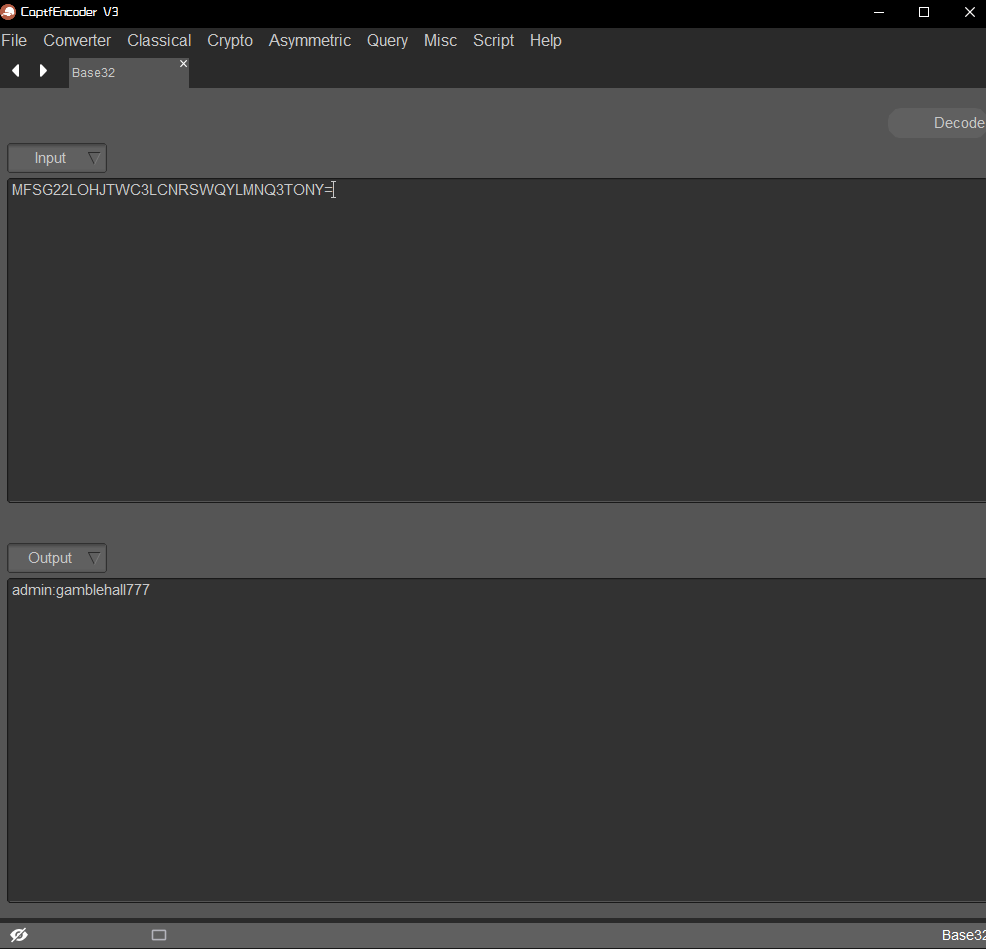 CaptfEncoder V3
File Converter Classical Crypto Asymmetric Query Misc Script Help
Base32
Decode
Input
MFSG22LOHJTWC3LCNRSWQYLMNQ3TONY=
Output
admin:gamblehall777
Base32